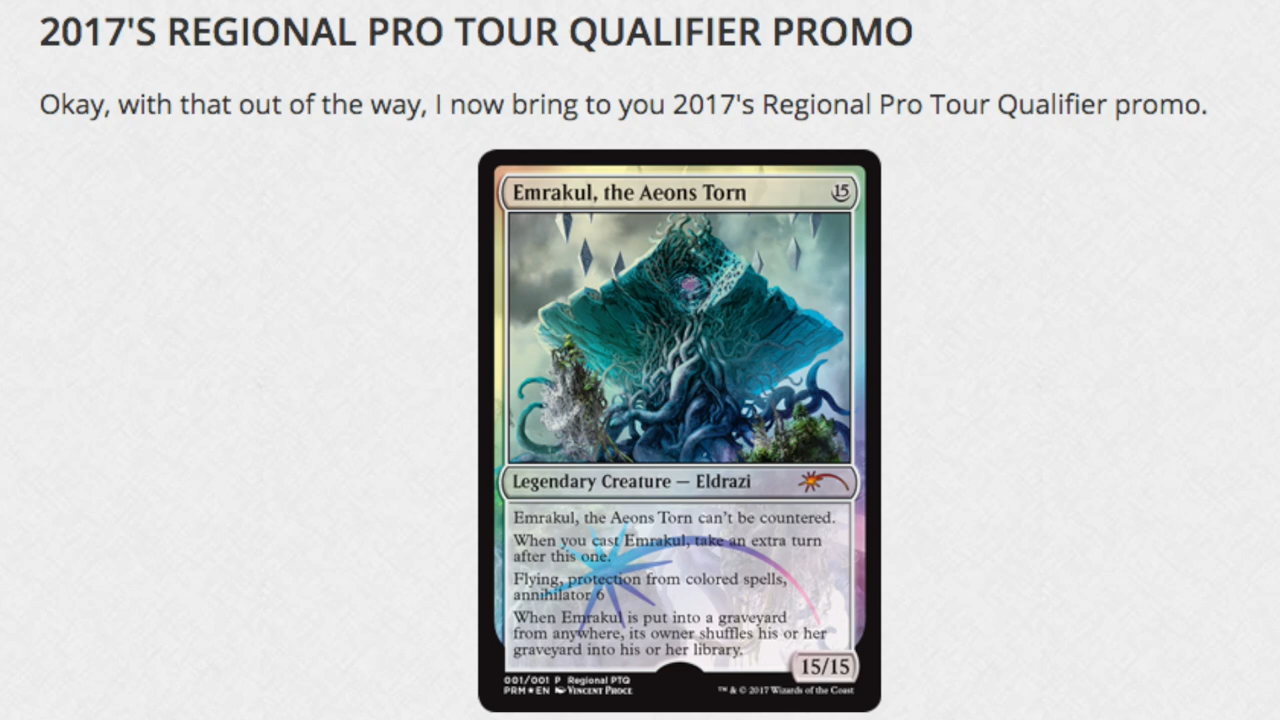 2017'S REGIONAL PRO TOUR QUALIFIER PROMO
Okay, with that out of the way, I now bring to you 2017's Regional Pro Tour Qualifier promo.
Emrakul, the Aeons Torn 15
Legendary Creature — Eldrazi
Emrakul, the Aeons Torn can't be countered.
When you cast Emrakul, take an extra turn
after this one.
Flying, protection from colored spells,
annihilator 6
When Emrakul is put into a graveyard
from anywhere, its owner shuffles his or her
graveyard into his or her library.
15/15
001/001 P Regional PTQ
PRM★EN Vincent Proce
™ & © 2017 Wizards of the Coast